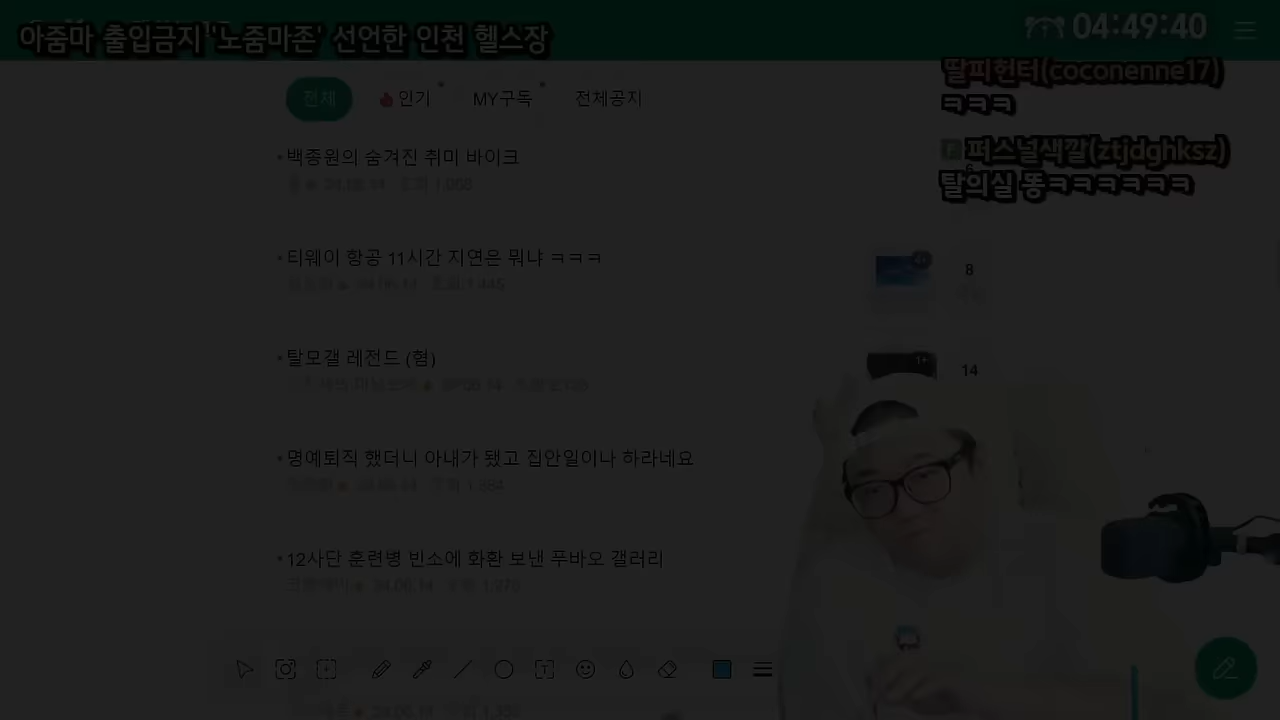 아줌마 출입금지 '노줌마존' 선언한 인천 헬스장
04:49:40
딸피헌터(coconenne17)
ㅋㅋㅋ
전체
인기
MY구독
전체공지
퍼스널색깔(ztjdghksz)
탈의실 똥ㅋㅋㅋㅋㅋㅋ
백종원의 숨겨진 취미 바이크
티웨이 항공 11시간 지연은 뭐냐 ㅋㅋㅋ
8
탈모갤 레전드 (혐)
14
명예퇴직 했더니 아내가 됐고 집안일이나 하라네요
12사단 훈련병 빈소에 화환 보낸 푸바오 갤러리